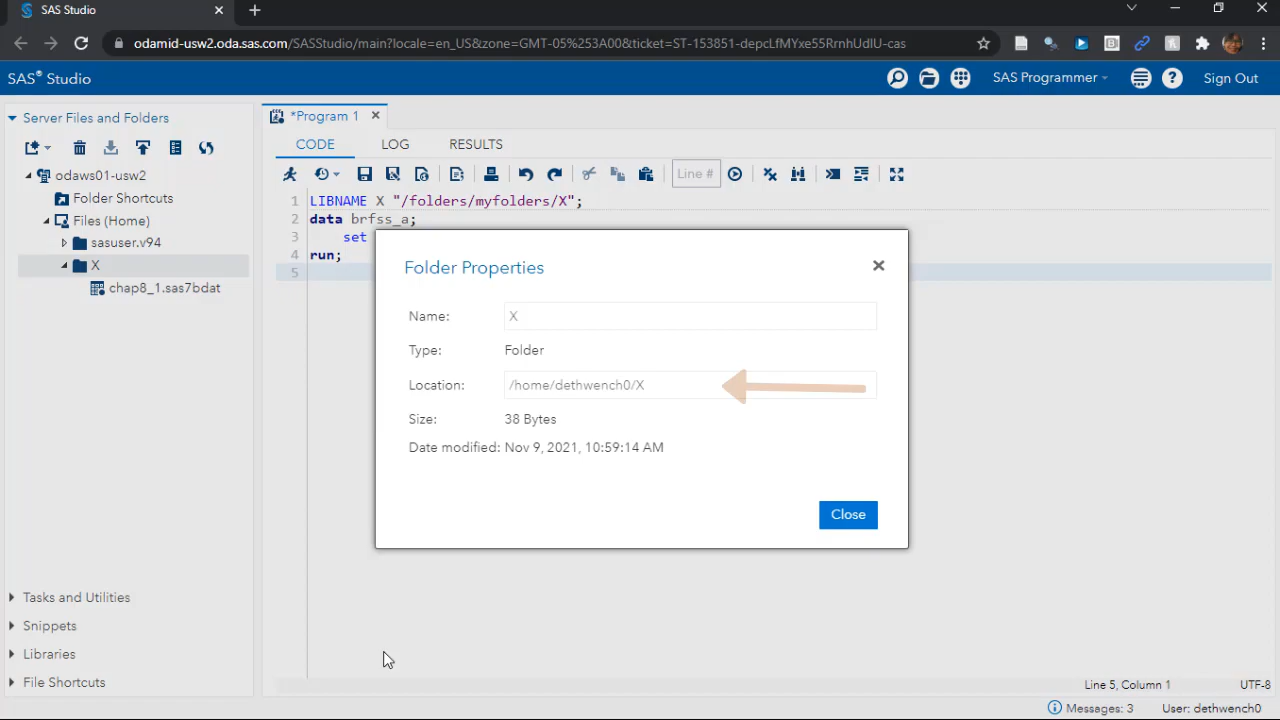 SAS Studio
odamid-usw2.oda.sas.com/SASStudio/main?locale=en_US&zone=GMT-05%253A00&ticket=ST-153851-depcLfMYxe55RrnhUdlU-cas
SAS® Studio
SAS Programmer
Sign Out
Server Files and Folders
odaws01-usw2
Folder Shortcuts
Files (Home)
sasuser.v94
X
chap8_1.sas7bdat
Tasks and Utilities
Snippets
Libraries
File Shortcuts
*Program 1
CODE LOG RESULTS
Line #
1 LIBNAME X "/folders/myfolders/X";
2 data brfss_a;
3 set
4 run;
5
Folder Properties
Name: X
Type: Folder
Location: /home/dethwench0/X
Size: 38 Bytes
Date modified: Nov 9, 2021, 10:59:14 AM
Close
Line 5, Column 1 UTF-8
Messages: 3 User: dethwench0